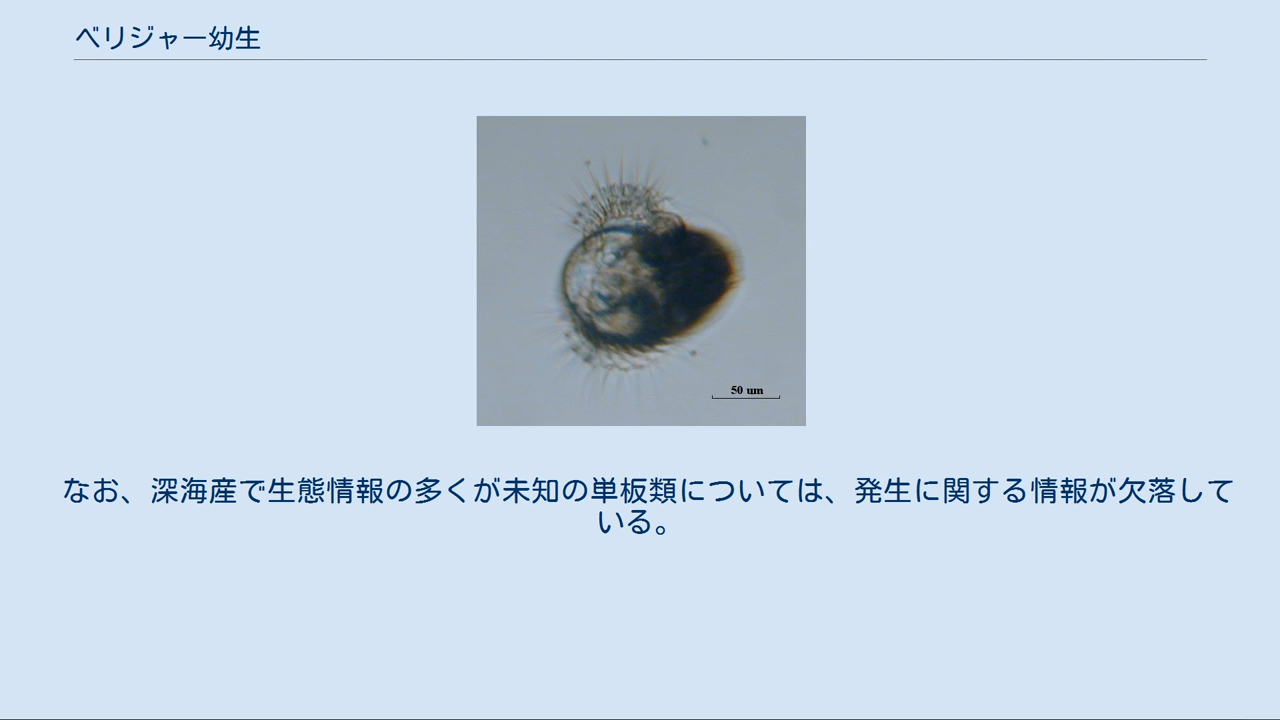 ベリジャー幼生
50 um
なお、深海産で生態情報の多くが未知の単板類については、発生に関する情報が欠落して
いる。